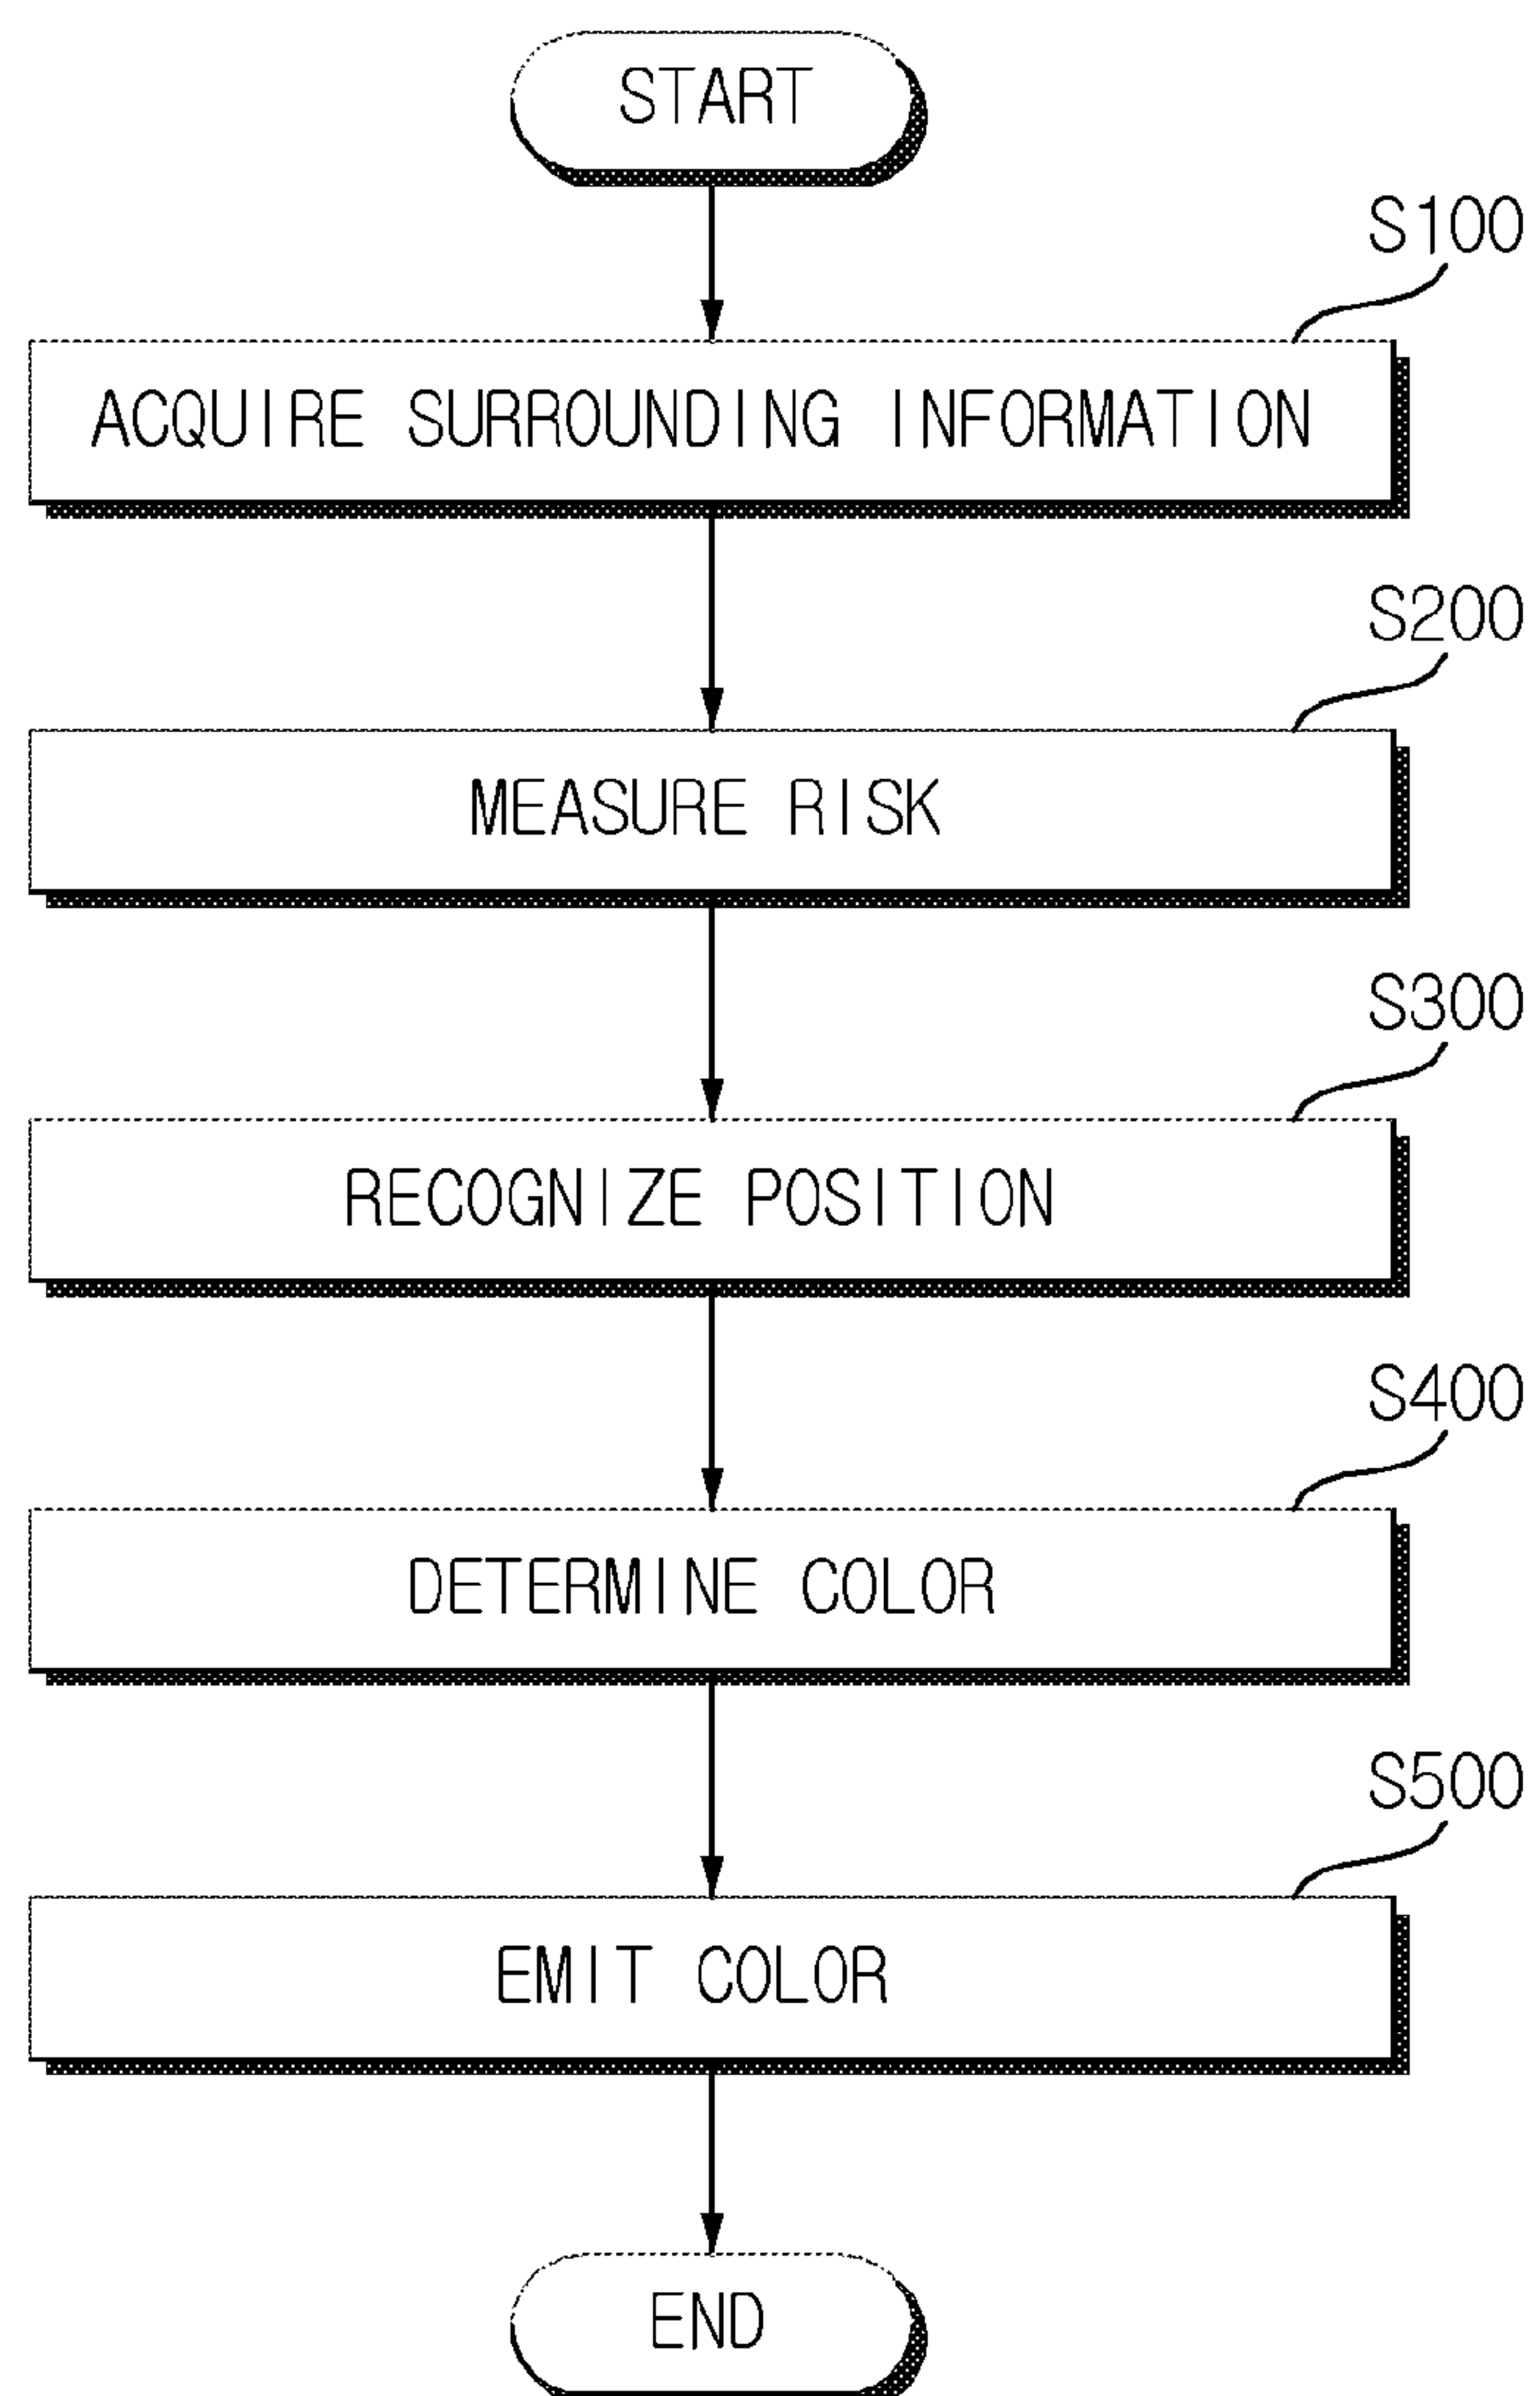 START
S100
ACQUIRE SURROUNDING INFORMATION
S200
MEASURE RISK
S300
RECOGNIZE POSITION
S400
DETERMINE COLOR
S500
EMIT COLOR
END